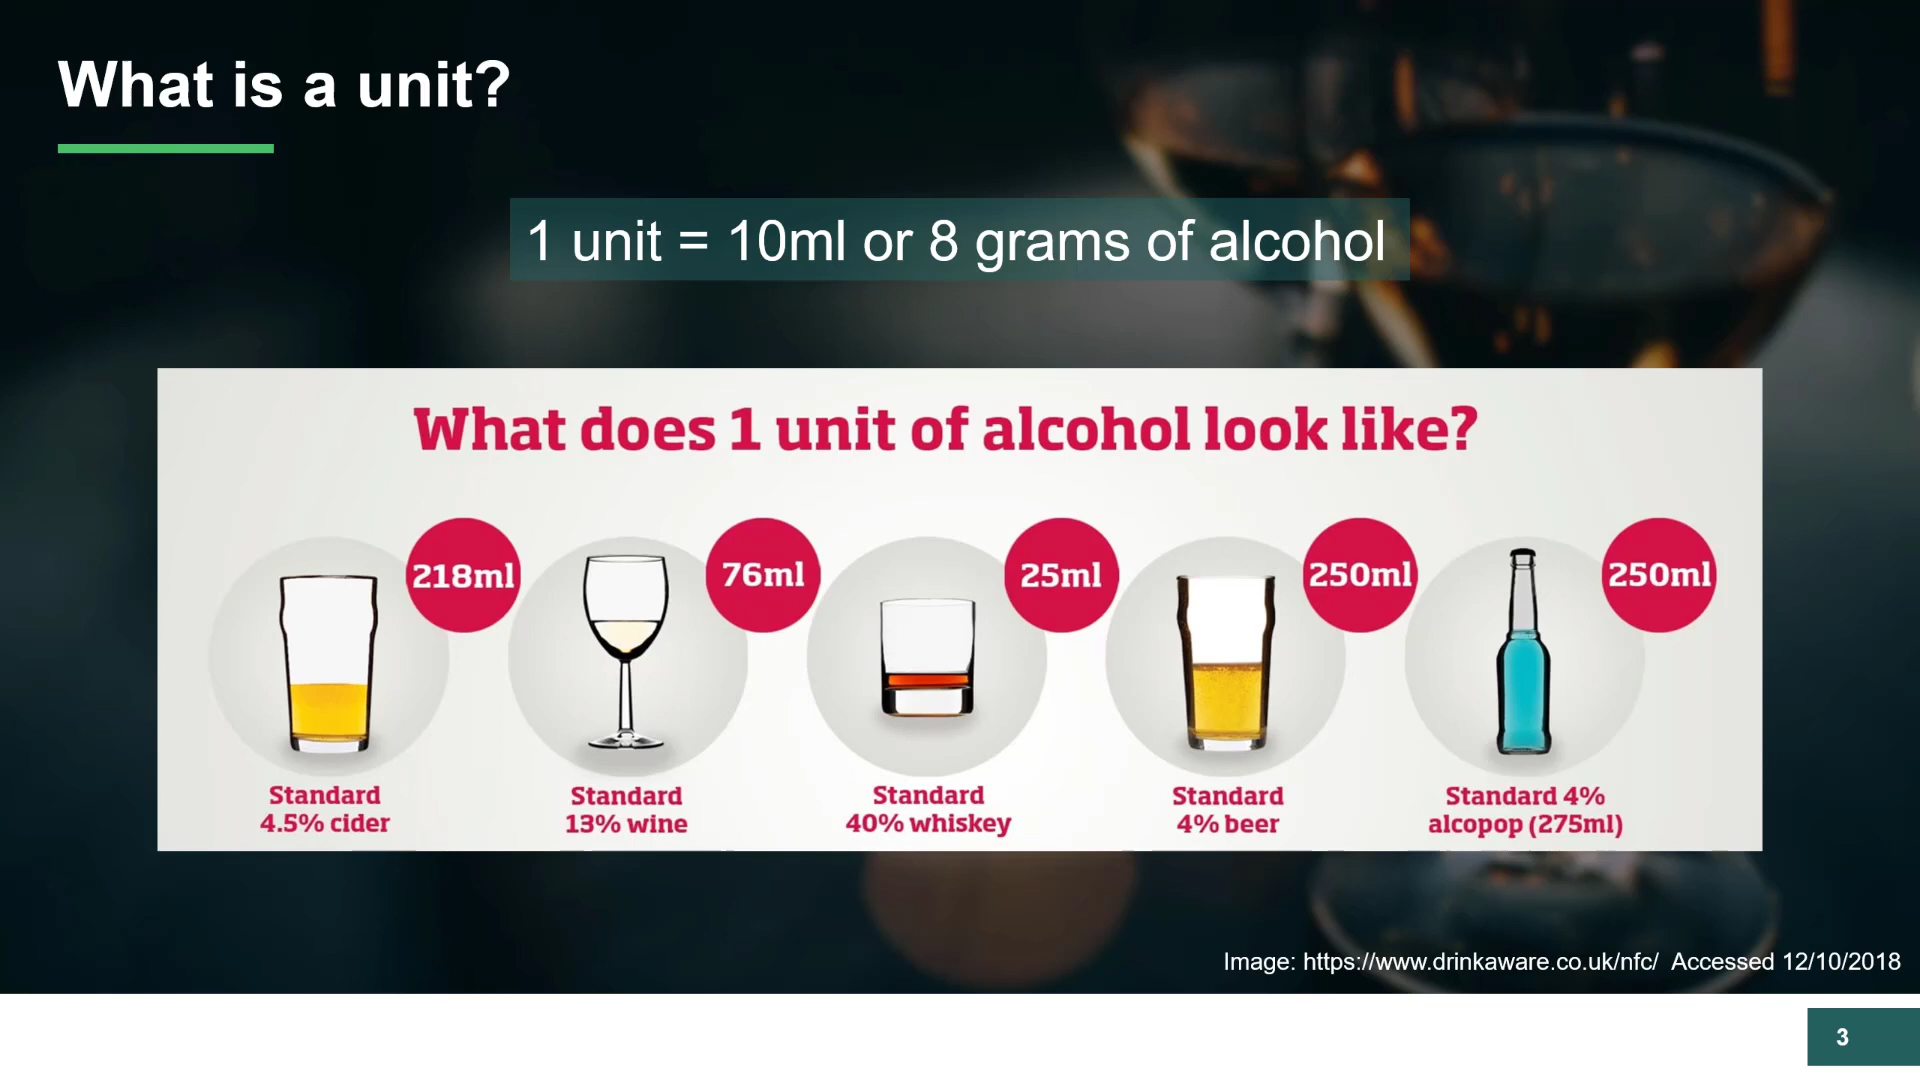 What is a unit?
1 unit = 10ml or 8 grams of alcohol
What does 1 unit of alcohol look like?
218ml
76ml
25ml
250ml
250ml
Standard
4.5% cider
Standard
13% wine
Standard
40% whiskey
Standard
4% beer
Standard 4%
alcopop (275ml)
Image: https://www.drinkaware.co.uk/nfc/ Accessed 12/10/2018
3